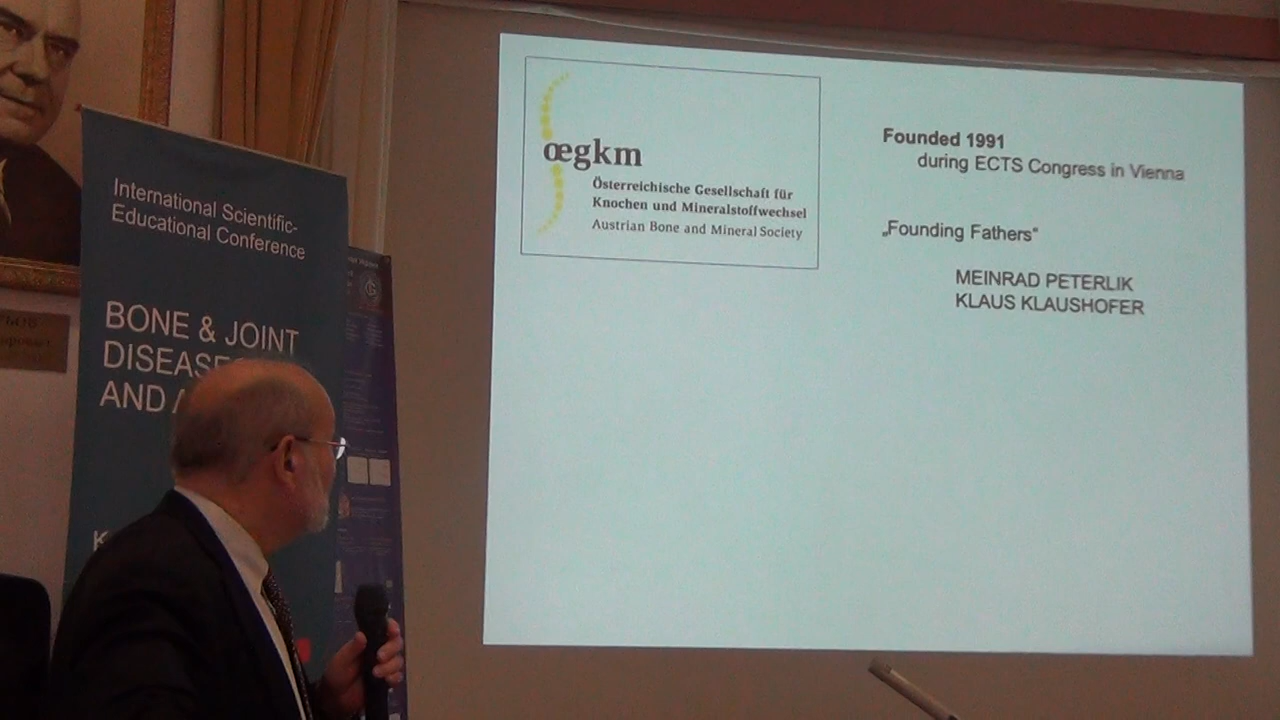 International Scientific-
Educational Conference
BONE & JOINT
DISEASE
AND
K
œgkm
Österreichische Gesellschaft für
Knochen und Mineralstoffwechsel
Austrian Bone and Mineral Society
Founded 1991
during ECTS Congress in Vienna
„Founding Fathers“
MEINRAD PETERLIK
KLAUS KLAUSHOFER